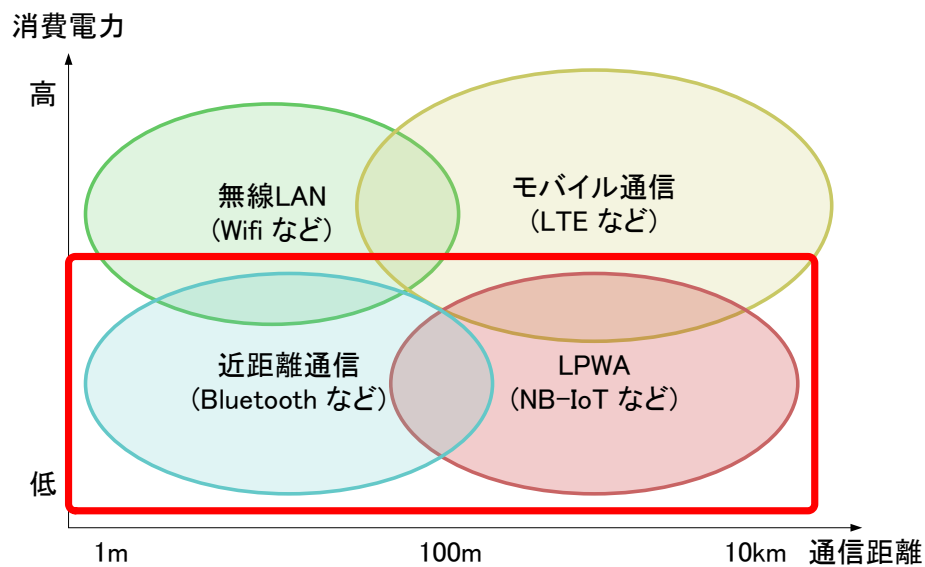 消費電力
高
無線LAN
(Wifi など)
モバイル通信
(LTE など)
近距離通信
(Bluetooth など)
LPWA
(NB-IoT など)
低
1m
100m
10km
通信距離